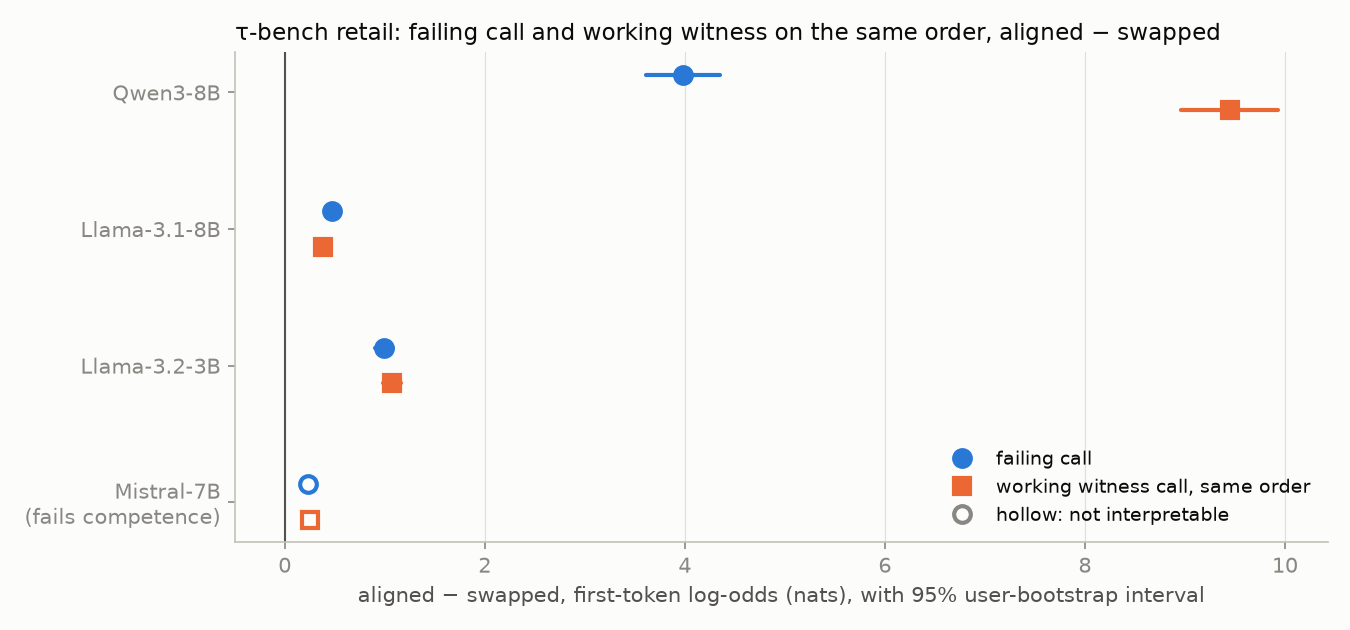 τ-bench retail: failing call and working witness on the same order, aligned − swapped
Qwen3-8B
Llama-3.1-8B
Llama-3.2-3B
Mistral-7B
(fails competence)
failing call
working witness call, same order
hollow: not interpretable
0 2 4 6 8 10
aligned − swapped, first-token log-odds (nats), with 95% user-bootstrap interval